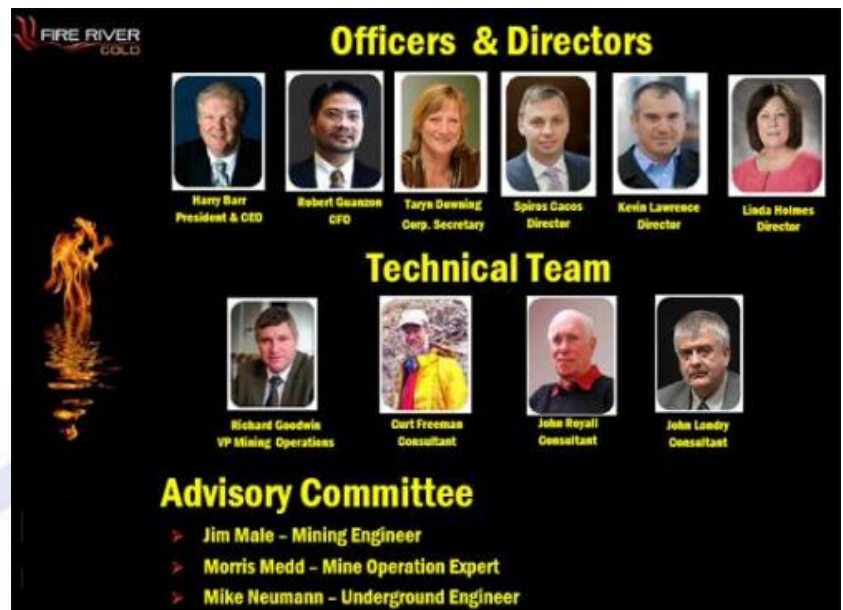 FIRE RIVER
GOLD
Officers & Directors
Harry Barr
President & CEO
Robert Guanzon
CFO
Taryn Downing
Corp. Secretary
Spiros Cacos
Director
Kevin Lawrence
Director
Linda Holmes
Director
Technical Team
Richard Goodwin
VP Mining Operations
Curt Freeman
Consultant
John Royall
Consultant
John Landry
Consultant
Advisory Committee
➢ Jim Male – Mining Engineer
➢ Morris Medd – Mine Operation Expert
➢ Mike Neumann – Underground Engineer